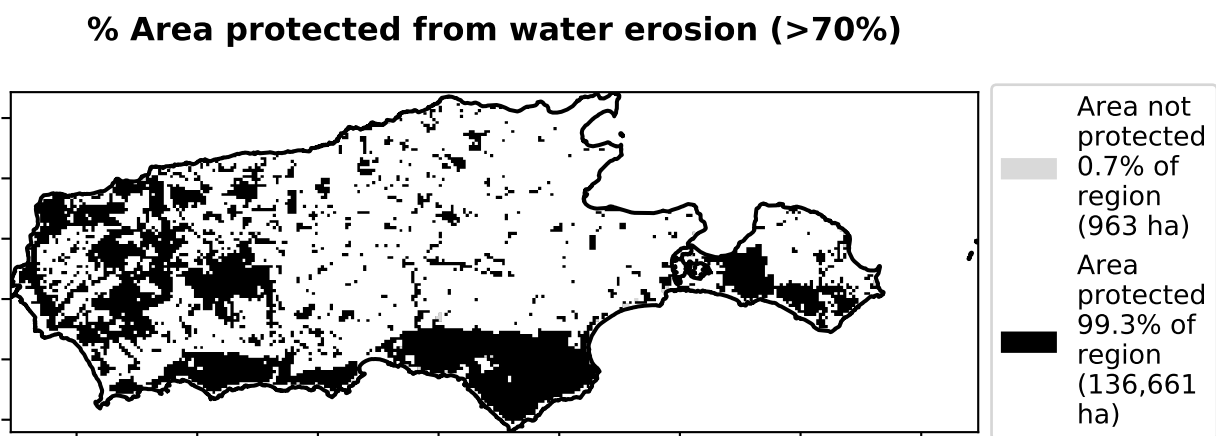 % Area protected from water erosion (>70%)
Area not
protected
0.7% of
region
(963 ha)
Area
protected
99.3% of
region
(136,661
ha)